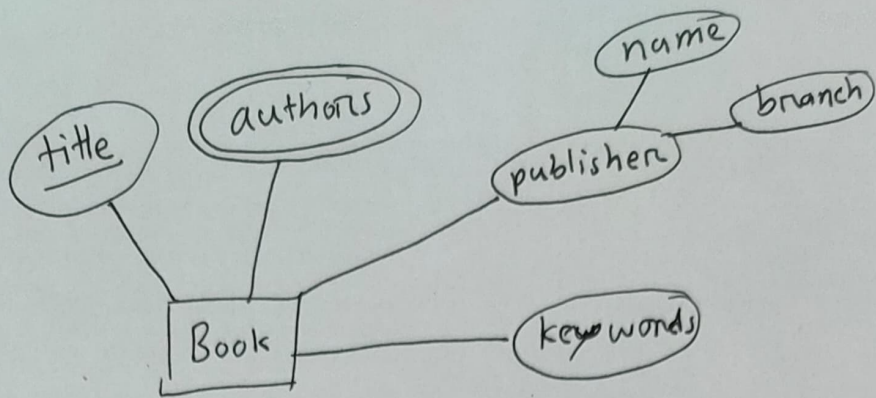 name
branch
authors
title
publisher
Book
keywords